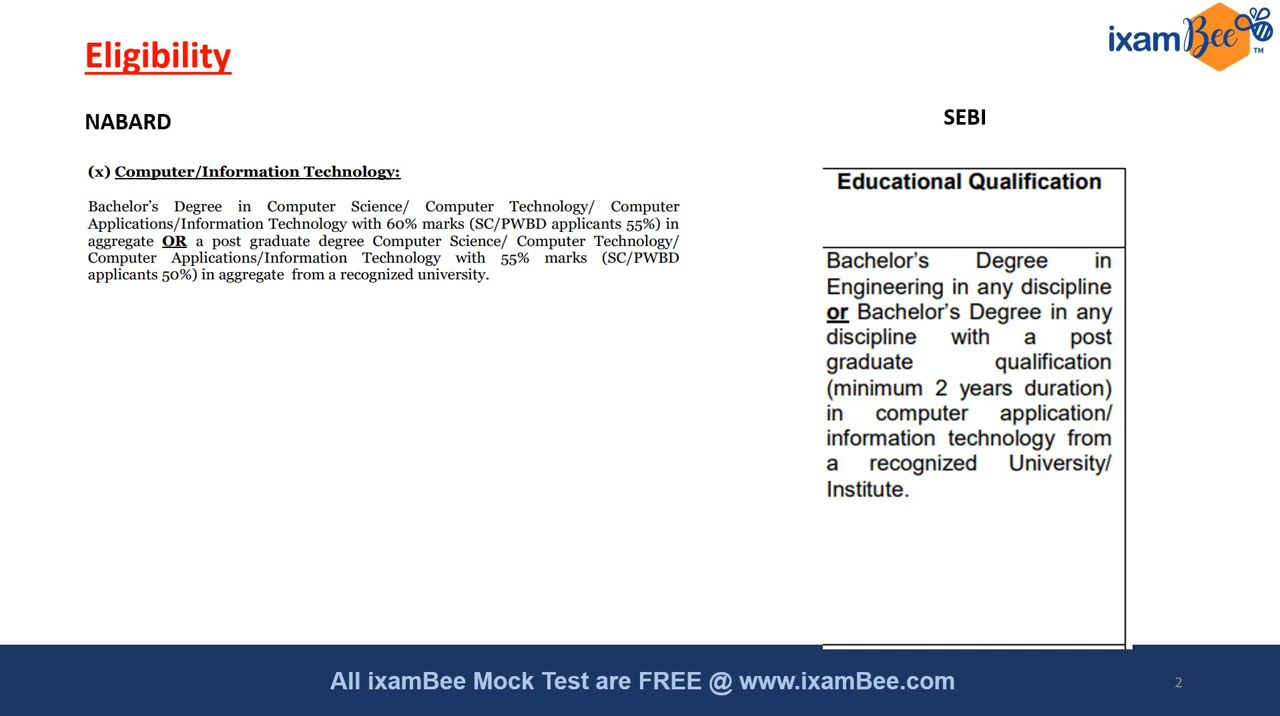 Eligibility
ixamBee
TM
NABARD
(x) Computer/Information Technology:
Bachelor's Degree in Computer Science/ Computer Technology/ Computer
Applications/Information Technology with 60% marks (SC/PWBD applicants 55%) in
aggregate OR a post graduate degree Computer Science/ Computer Technology/
Computer Applications/Information Technology with 55% marks (SC/PWBD
applicants 50%) in aggregate from a recognized university.
SEBI
Educational Qualification
Bachelor's Degree in
Engineering in any discipline
or Bachelor's Degree in any
discipline with a post
graduate qualification
(minimum 2 years duration)
in computer application/
information technology from
a recognized University/
Institute.
All ixamBee Mock Test are FREE @ www.ixamBee.com
2